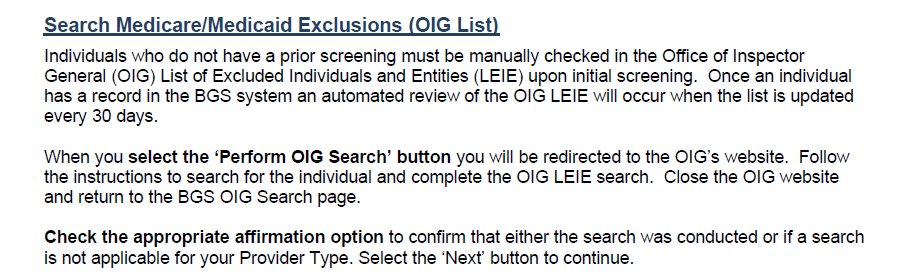 Search Medicare/Medicaid Exclusions (OIG List)
Individuals who do not have a prior screening must be manually checked in the Office of Inspector
General (OIG) List of Excluded Individuals and Entities (LEIE) upon initial screening.  Once an individual
has a record in the BGS system an automated review of the OIG LEIE will occur when the list is updated
every 30 days.
When you select the ‘Perform OIG Search’ button you will be redirected to the OIG’s website.  Follow
the instructions to search for the individual and complete the OIG LEIE search.  Close the OIG website
and return to the BGS OIG Search page.
Check the appropriate affirmation option to confirm that either the search was conducted or if a search
is not applicable for your Provider Type. Select the ‘Next’ button to continue.